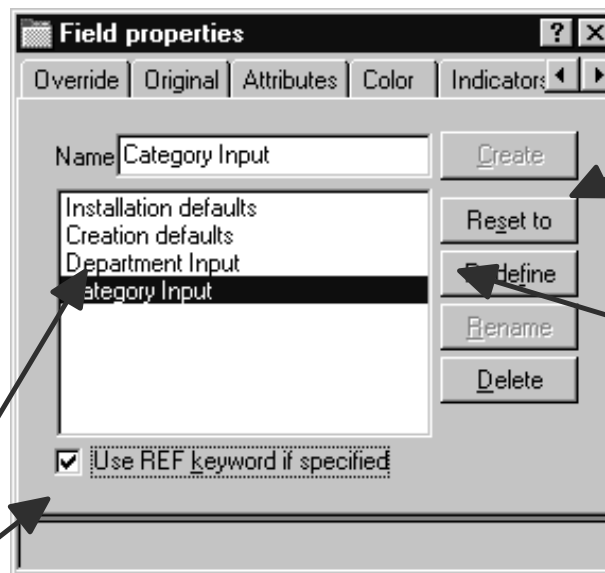 Field properties
Override Original Attributes Color Indicators
Name Category Input
Create
Installation defaults
Creation defaults
Department Input
Category Input
Reset to
Redefine
Rename
Delete
Use REF keyword if specified